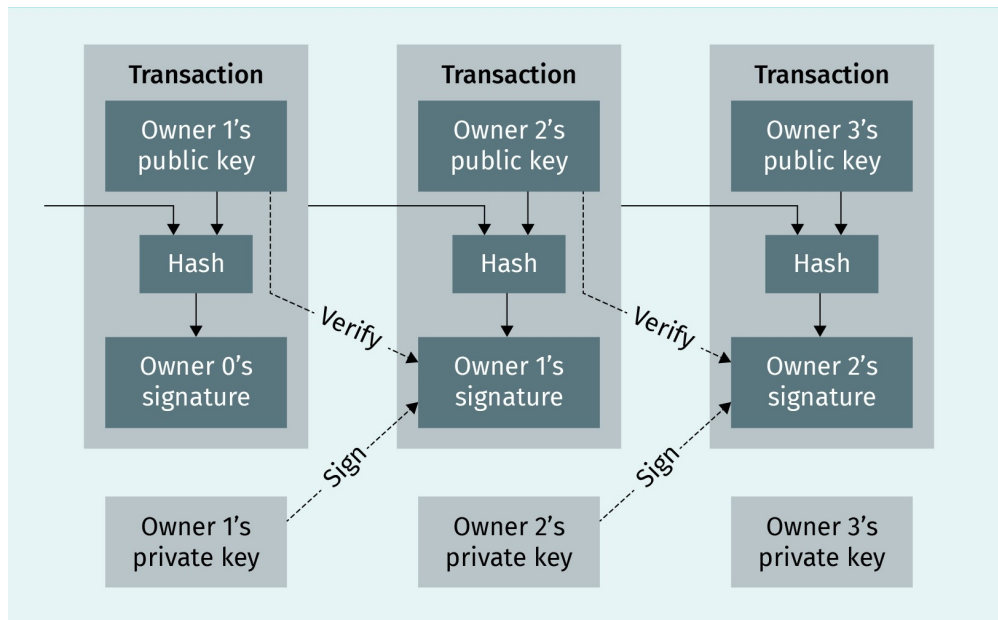 Transaction
Owner 1’s
public key
Hash
Owner 0’s
signature
Transaction
Owner 2’s
public key
Hash
Verify
Owner 1’s
signature
Transaction
Owner 3’s
public key
Hash
Verify
Owner 2’s
signature
Sign
Sign
Owner 1’s
private key
Owner 2’s
private key
Owner 3’s
private key